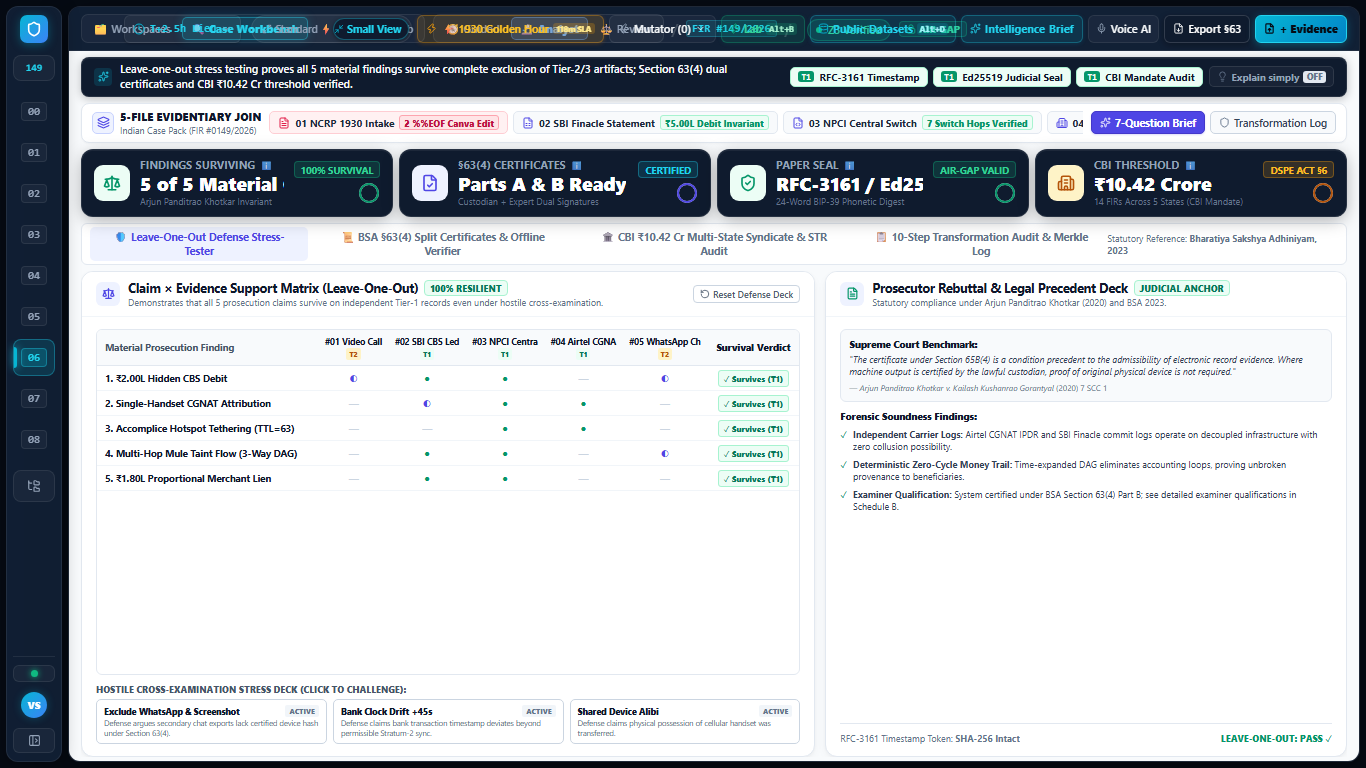 Workspaces
Case Workbench
Small View
1930 Golden Hour
Mutator (0)
FIR #149/2026
Alt+B
Public Datasets
Alt+G
Intelligence Brief
Voice AI
Export §63
+ Evidence
149
00
01
02
03
04
05
06
07
08
VS
Leave-one-out stress testing proves all 5 material findings survive complete exclusion of Tier-2/3 artifacts; Section 63(4) dual
certificates and CBI ₹10.42 Cr threshold verified.
T1 RFC-3161 Timestamp
T1 Ed25519 Judicial Seal
T1 CBI Mandate Audit
Explain simply OFF
5-FILE EVIDENTIARY JOIN
Indian Case Pack (FIR #0149/2026)
01 NCRP 1930 Intake 2 %%EOF Canva Edit
02 SBI Finacle Statement ₹5.00L Debit Invariant
03 NPCI Central Switch 7 Switch Hops Verified
04
7-Question Brief
Transformation Log
FINDINGS SURVIVING
100% SURVIVAL
5 of 5 Material
Arjun Panditrao Khotkar Invariant
§63(4) CERTIFICATES
CERTIFIED
Parts A & B Ready
Custodian + Expert Dual Signatures
PAPER SEAL
AIR-GAP VALID
RFC-3161 / Ed25
24-Word BIP-39 Phonetic Digest
CBI THRESHOLD
DSPE ACT §6
₹10.42 Crore
14 FIRs Across 5 States (CBI Mandate)
Leave-One-Out Defense Stress-
Tester
BSA §63(4) Split Certificates & Offline
Verifier
CBI ₹10.42 Cr Multi-State Syndicate & STR
Audit
10-Step Transformation Audit & Merkle
Log
Statutory Reference: Bharatiya Sakshya Adhiniyam,
2023
Claim × Evidence Support Matrix (Leave-One-Out) 100% RESILIENT
Demonstrates that all 5 prosecution claims survive on independent Tier-1 records even under hostile cross-examination.
Reset Defense Deck
Material Prosecution Finding
#01 Video Call
T2
#02 SBI CBS Led
T1
#03 NPCI Centra
T1
#04 Airtel CGNA
T1
#05 WhatsApp Ch
T2
Survival Verdict
1. ₹2.00L Hidden CBS Debit ◐ ● ● — ◐ ✓ Survives (T1)
2. Single-Handset CGNAT Attribution — ◐ ● ● — ✓ Survives (T1)
3. Accomplice Hotspot Tethering (TTL=63) — — ● ● — ✓ Survives (T1)
4. Multi-Hop Mule Taint Flow (3-Way DAG) — ● ● — ◐ ✓ Survives (T1)
5. ₹1.80L Proportional Merchant Lien — ● ● — — ✓ Survives (T1)
HOSTILE CROSS-EXAMINATION STRESS DECK (CLICK TO CHALLENGE):
Exclude WhatsApp & Screenshot ACTIVE
Defense argues secondary chat exports lack certified device hash
under Section 63(4).
Bank Clock Drift +45s ACTIVE
Defense claims bank transaction timestamp deviates beyond
permissible Stratum-2 sync.
Shared Device Alibi ACTIVE
Defense claims physical possession of cellular handset was
transferred.
Prosecutor Rebuttal & Legal Precedent Deck JUDICIAL ANCHOR
Statutory compliance under Arjun Panditrao Khotkar (2020) and BSA 2023.
Supreme Court Benchmark:
"The certificate under Section 65B(4) is a condition precedent to the admissibility of electronic record evidence. Where
machine output is certified by the lawful custodian, proof of original physical device is not required."
— Arjun Panditrao Khotkar v. Kailash Kushanrao Gorantyal (2020) 7 SCC 1
Forensic Soundness Findings:
✓ Independent Carrier Logs: Airtel CGNAT IPDR and SBI Finacle commit logs operate on decoupled infrastructure with
zero collusion possibility.
✓ Deterministic Zero-Cycle Money Trail: Time-expanded DAG eliminates accounting loops, proving unbroken
provenance to beneficiaries.
✓ Examiner Qualification: System certified under BSA Section 63(4) Part B; see detailed examiner qualifications in
Schedule B.
RFC-3161 Timestamp Token: SHA-256 Intact
LEAVE-ONE-OUT: PASS ✓